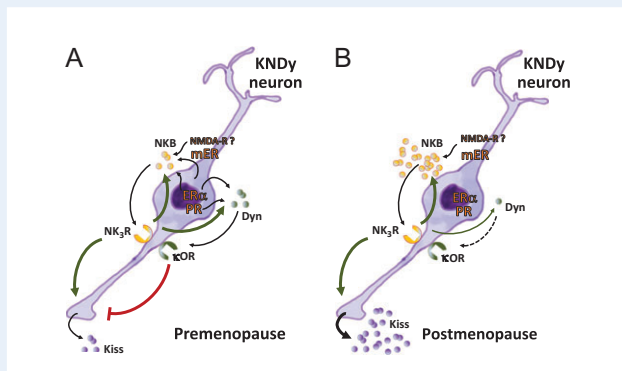 A
KNDy
neuron
NKB
NMDA-R ?
mER
ERα
PR
Dyn
NK3R
κOR
Kiss
Premenopause
B
KNDy
neuron
NKB
NMDA-R ?
mER
ERα
PR
Dyn
NK3R
κOR
Kiss
Postmenopause